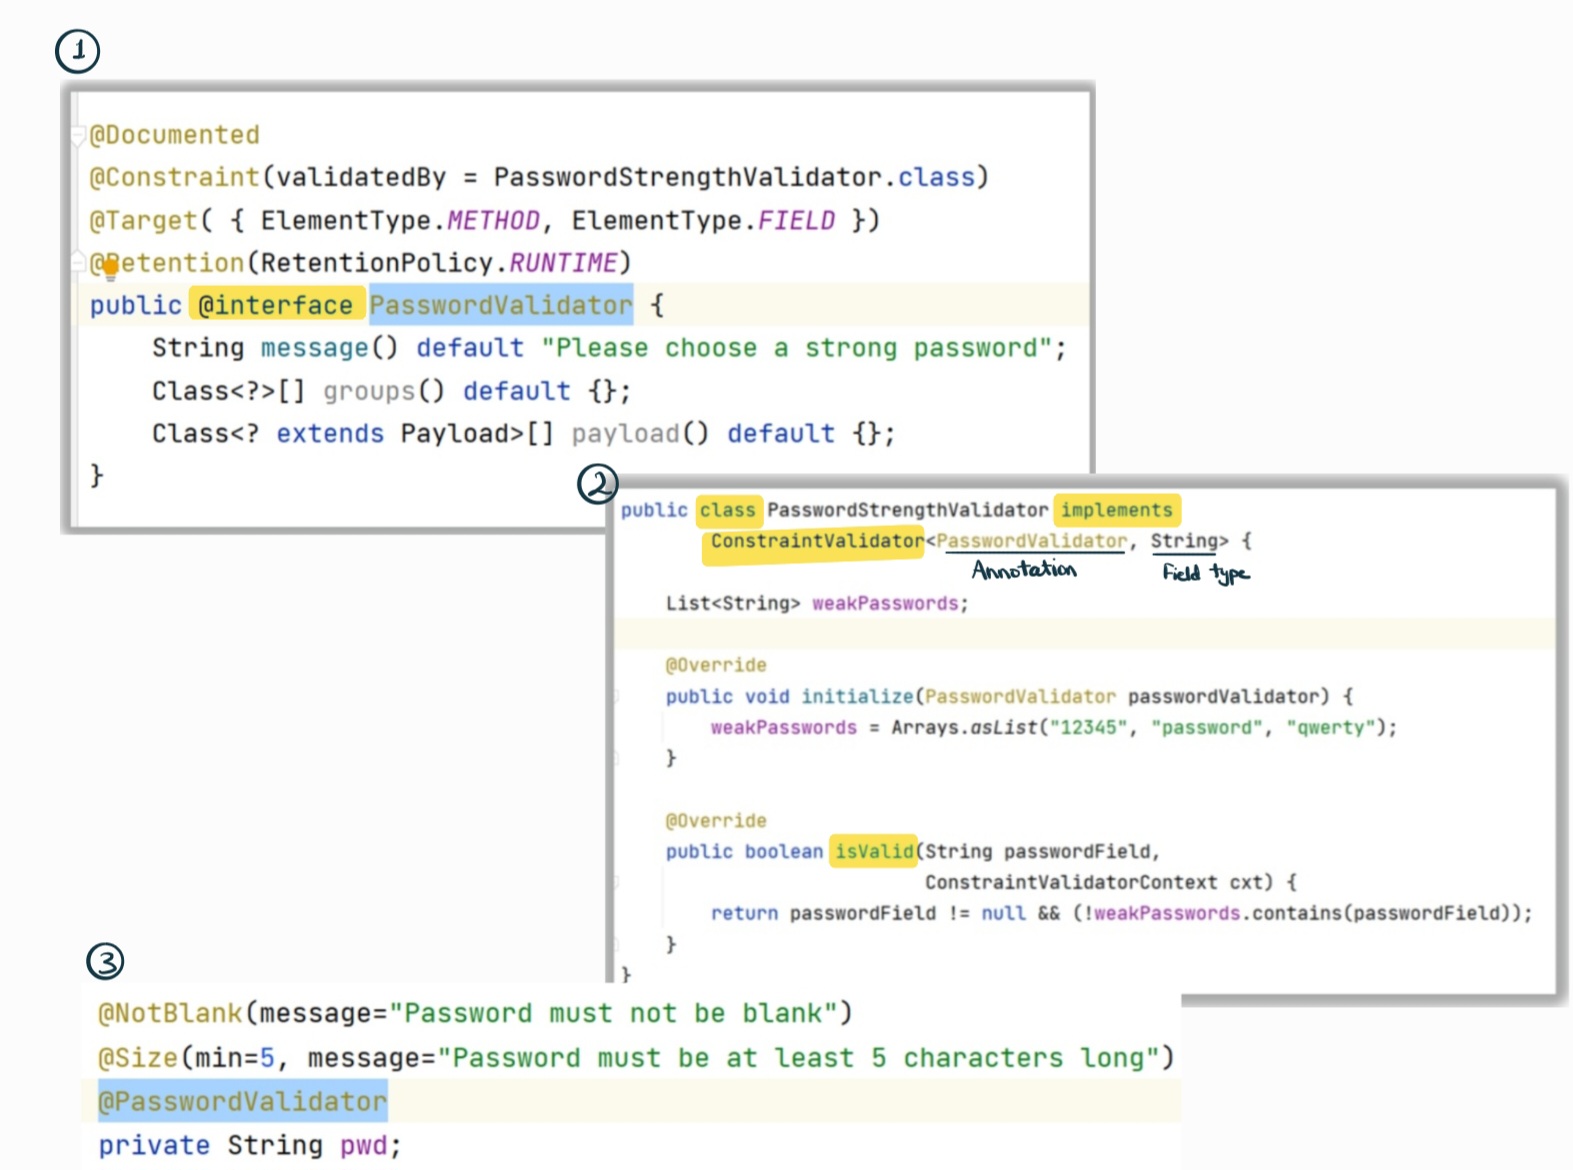 1
@Documented
@Constraint(validatedBy = PasswordStrengthValidator.class)
@Target( { ElementType.METHOD, ElementType.FIELD })
@Retention(RetentionPolicy.RUNTIME)
public @interface PasswordValidator {
    String message() default "Please choose a strong password";
    Class<?>[] groups() default {};
    Class<? extends Payload>[] payload() default {};
}
2
public class PasswordStrengthValidator implements
        ConstraintValidator<PasswordValidator, String> {
Annotation Field type
    List<String> weakPasswords;
    @Override
    public void initialize(PasswordValidator passwordValidator) {
        weakPasswords = Arrays.asList("12345", "password", "qwerty");
    }
    @Override
    public boolean isValid(String passwordField,
                           ConstraintValidatorContext cxt) {
        return passwordField != null && (!weakPasswords.contains(passwordField));
    }
}
3
@NotBlank(message="Password must not be blank")
@Size(min=5, message="Password must be at least 5 characters long")
@PasswordValidator
private String pwd;